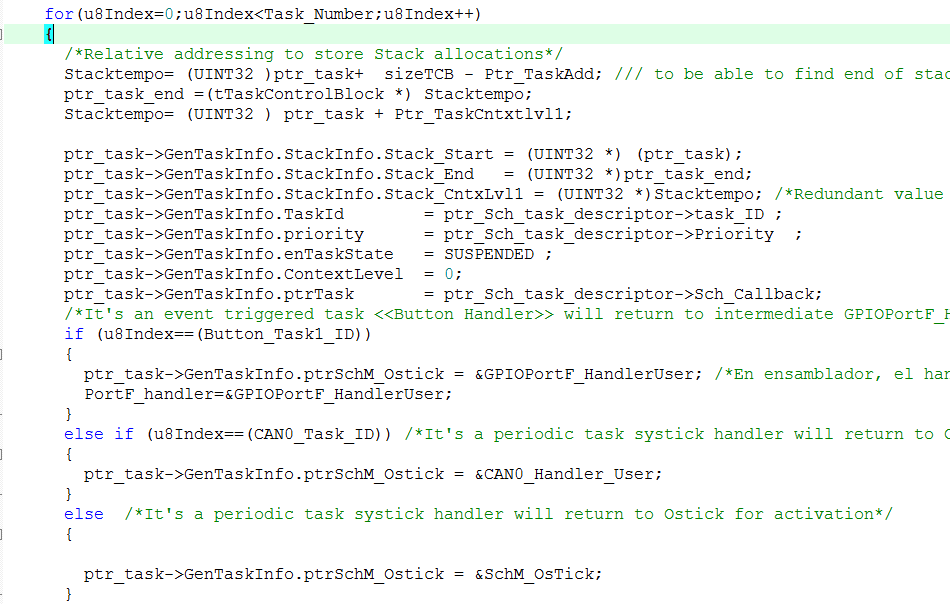 for(u8Index=0;u8Index<Task_Number;u8Index++)
{
/*Relative addressing to store Stack allocations*/
Stacktempo= (UINT32 )ptr_task+  sizeTCB - Ptr_TaskAdd; /// to be able to find end of
ptr_task_end =(tTaskControlBlock *) Stacktempo;
Stacktempo= (UINT32 ) ptr_task + Ptr_TaskCntxtlvl1;
ptr_task->GenTaskInfo.StackInfo.Stack_Start = (UINT32 *) (ptr_task);
ptr_task->GenTaskInfo.StackInfo.Stack_End   = (UINT32 *)ptr_task_end;
ptr_task->GenTaskInfo.StackInfo.Stack_CntxLvl1 = (UINT32 *)Stacktempo; /*Redundant value
ptr_task->GenTaskInfo.TaskId        = ptr_Sch_task_descriptor->task_ID ;
ptr_task->GenTaskInfo.priority      = ptr_Sch_task_descriptor->Priority  ;
ptr_task->GenTaskInfo.enTaskState   = SUSPENDED ;
ptr_task->GenTaskInfo.ContextLevel  = 0;
ptr_task->GenTaskInfo.ptrTask       = ptr_Sch_task_descriptor->Sch_Callback;
/*It's an event triggered task <<Button Handler>> will return to intermediate
if (u8Index==(Button_Task1_ID))
{
ptr_task->GenTaskInfo.ptrSchM_Ostick = &GPIOPortF_HandlerUser; /*En ensamblador, el
PortF_handler=&GPIOPortF_HandlerUser;
}
else if (u8Index==(CAN0_Task_ID)) /*It's a periodic task systick handler will return to
{
ptr_task->GenTaskInfo.ptrSchM_Ostick = &CAN0_Handler_User;
}
else  /*It's a periodic task systick handler will return to Ostick for activation*/
{
ptr_task->GenTaskInfo.ptrSchM_Ostick = &SchM_OsTick;
}